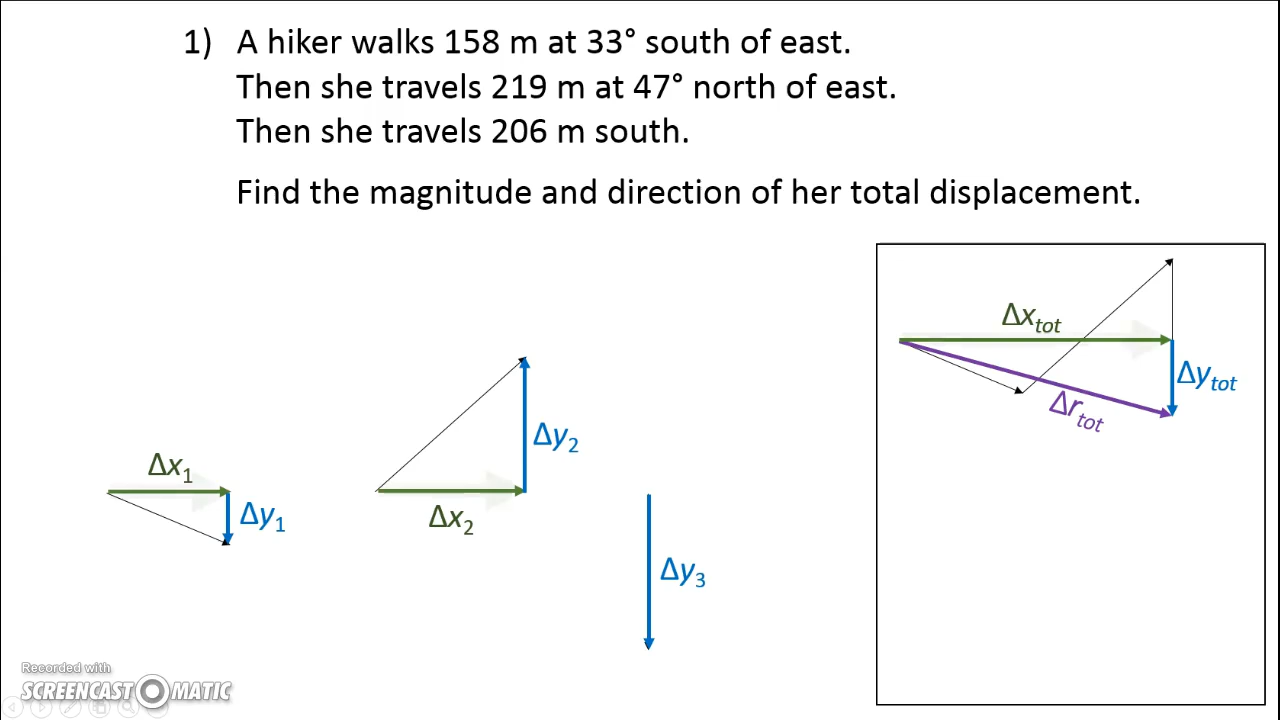 1) A hiker walks 158 m at 33° south of east.
Then she travels 219 m at 47° north of east.
Then she travels 206 m south.
Find the magnitude and direction of her total displacement.
Δx₁
Δy₁
Δx₂
Δy₂
Δy₃
Δxₜₒₜ
Δyₜₒₜ
Δrₜₒₜ
Recorded with
SCREENCAST O MATIC